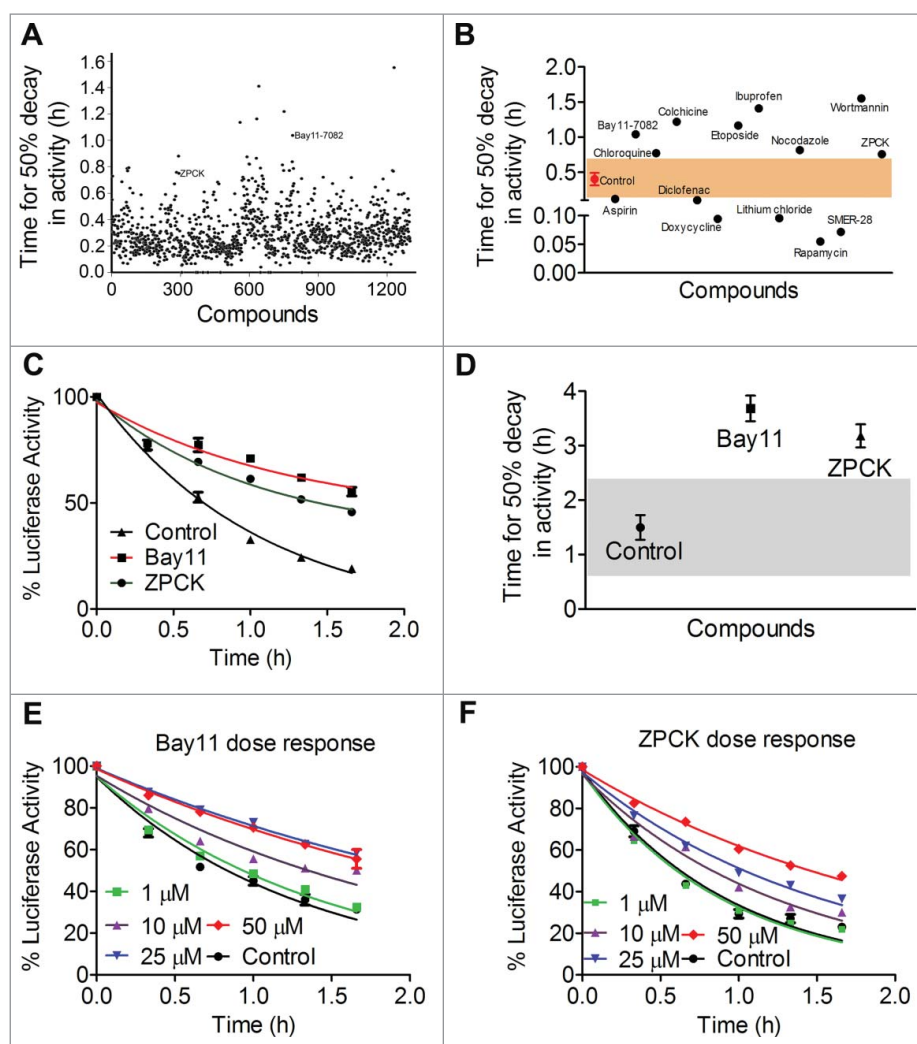 A
Time for 50% decay
in activity (h)
1.6
1.4
1.2
1.0
0.8
0.6
0.4
0.2
0.0
Bay11-7082
ZPCK
0 300 600 900 1200
Compounds
B
Time for 50% decay
in activity (h)
2.0
1.5
1.0
0.5
0.10
0.05
0.00
Ibuprofen
Wortmannin
Colchicine
Bay11-7082
Etoposide
Nocodazole
ZPCK
Chloroquine
Control
Diclofenac
Aspirin
Lithium chloride
Doxycycline
SMER-28
Rapamycin
Compounds
C
% Luciferase Activity
100
50
0
Control
Bay11
ZPCK
0.0 0.5 1.0 1.5 2.0
Time (h)
D
Time for 50% decay
in activity (h)
4
3
2
1
0
Bay11
ZPCK
Control
Compounds
E
Bay11 dose response
% Luciferase Activity
100
80
60
40
20
0
1 μM
10 μM 50 μM
25 μM Control
0.0 0.5 1.0 1.5 2.0
Time (h)
F
ZPCK dose response
% Luciferase Activity
100
80
60
40
20
0
1 μM
10 μM 50 μM
25 μM Control
0.0 0.5 1.0 1.5 2.0
Time (h)